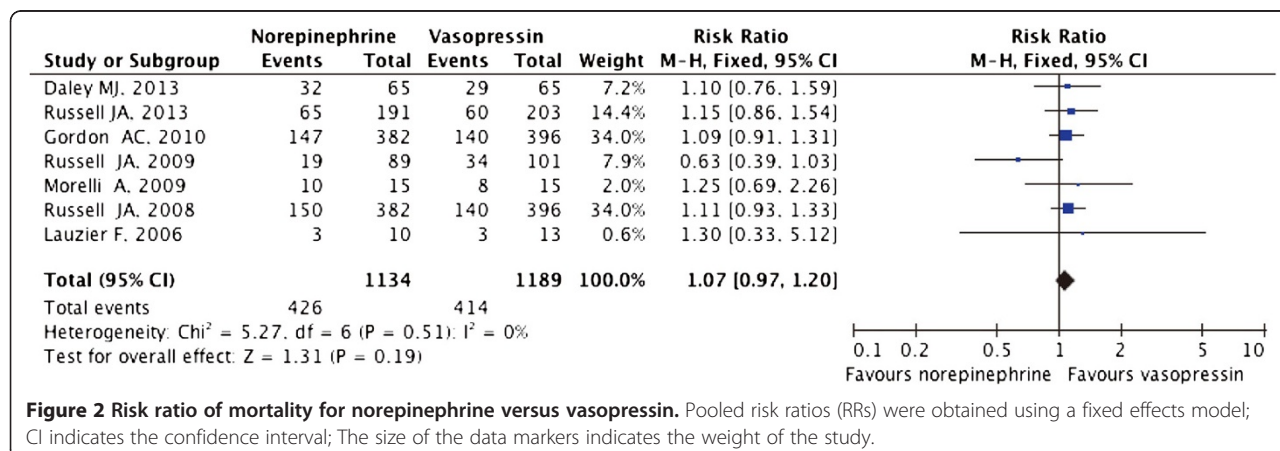 Norepinephrine Vasopressin Risk Ratio Risk Ratio
Study or Subgroup Events Total Events Total Weight M-H, Fixed, 95% CI M-H, Fixed, 95% CI
Daley MJ. 2013 32 65 29 65 7.2% 1.10 [0.76. 1.59]
Russell JA. 2013 65 191 60 203 14.4% 1.15 [0.86. 1.54]
Gordon AC. 2010 147 382 140 396 34.0% 1.09 [0.91. 1.31]
Russell JA. 2009 19 89 34 101 7.9% 0.63 [0.39. 1.03]
Morelli A. 2009 10 15 8 15 2.0% 1.25 [0.69. 2.26]
Russell JA. 2008 150 382 140 396 34.0% 1.11 [0.93. 1.33]
Lauzier F. 2006 3 10 3 13 0.6% 1.30 [0.33. 5.12]
Total (95% CI) 1134 1189 100.0% 1.07 [0.97. 1.20]
Total events 426 414
Heterogeneity: Chi² = 5.27. df = 6 (P = 0.51); I² = 0%
Test for overall effect: Z = 1.31 (P = 0.19)
0.1 0.2 0.5 1 2 5 10
Favours norepinephrine Favours vasopressin
Figure 2 Risk ratio of mortality for norepinephrine versus vasopressin. Pooled risk ratios (RRs) were obtained using a fixed effects model;
CI indicates the confidence interval; The size of the data markers indicates the weight of the study.